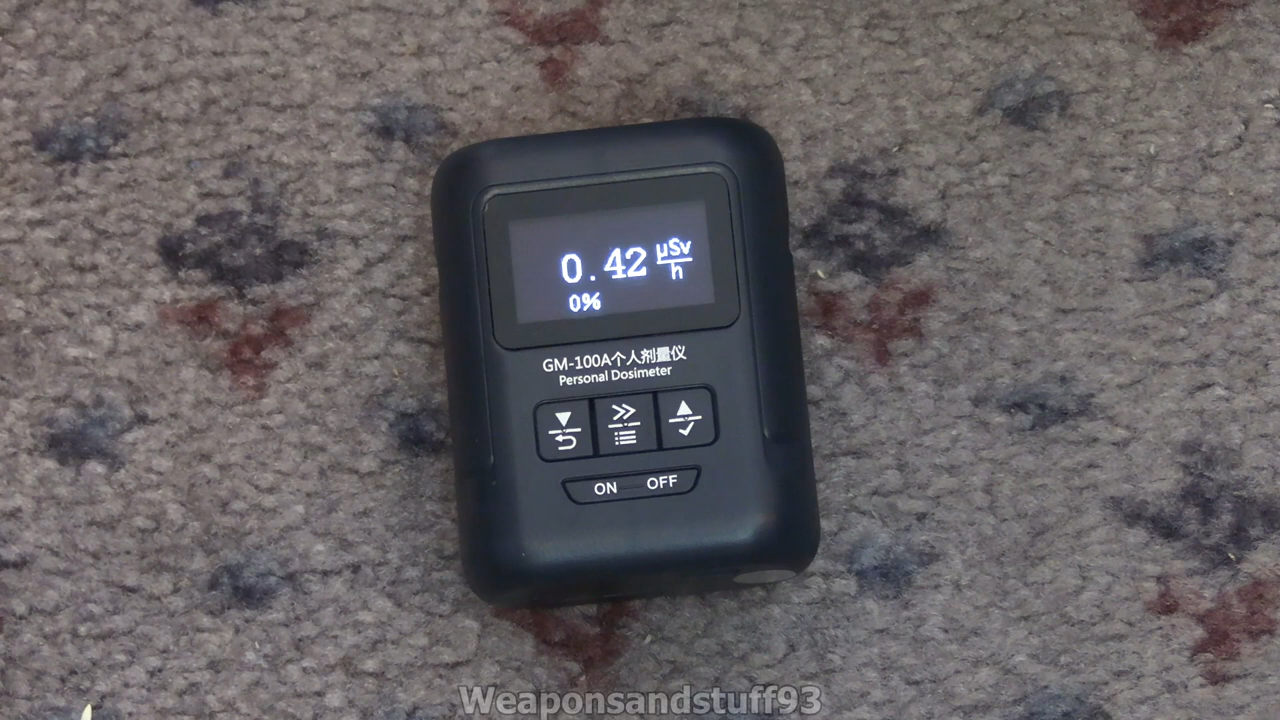 0.42 µSv/h
0%
GM-100A个人剂量仪
Personal Dosimeter
ON OFF
Weaponsandstuff93